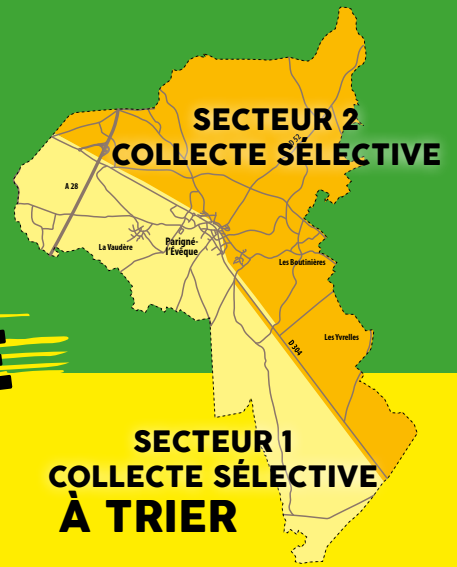 SECTEUR 2
COLLECTE SÉLECTIVE
D 52
A 28
La Vaudère
Parigné-
l'Évêque
Les Boutinières
Les Yvrelles
D 304
SECTEUR 1
COLLECTE SÉLECTIVE
À TRIER